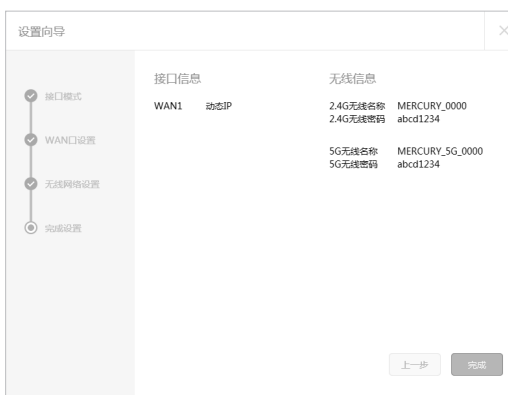 设置向导
接口模式
WAN口设置
无线网络设置
完成设置
接口信息
WAN1 动态IP
无线信息
2.4G无线名称 MERCURY_0000
2.4G无线密码 abcd1234
5G无线名称 MERCURY_5G_0000
5G无线密码 abcd1234
上一步 完成